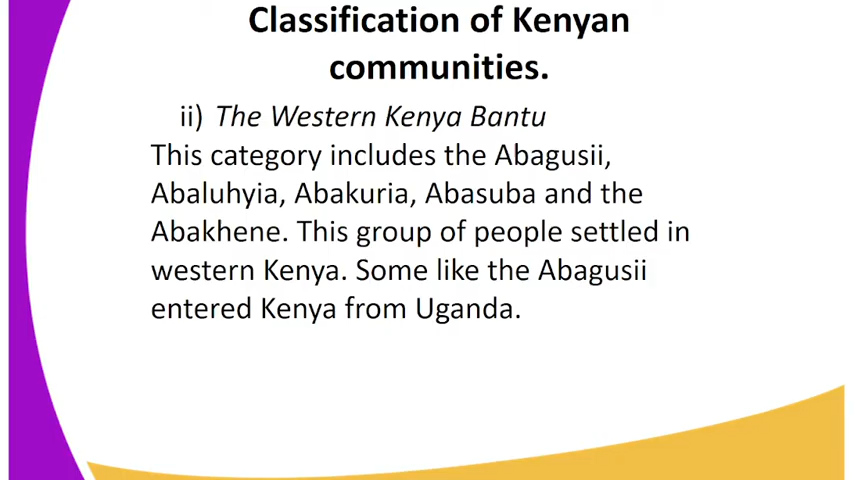 Classification of Kenyan
communities.
ii) The Western Kenya Bantu
This category includes the Abagusii,
Abaluhyia, Abakuria, Abasuba and the
Abakhene. This group of people settled in
western Kenya. Some like the Abagusii
entered Kenya from Uganda.